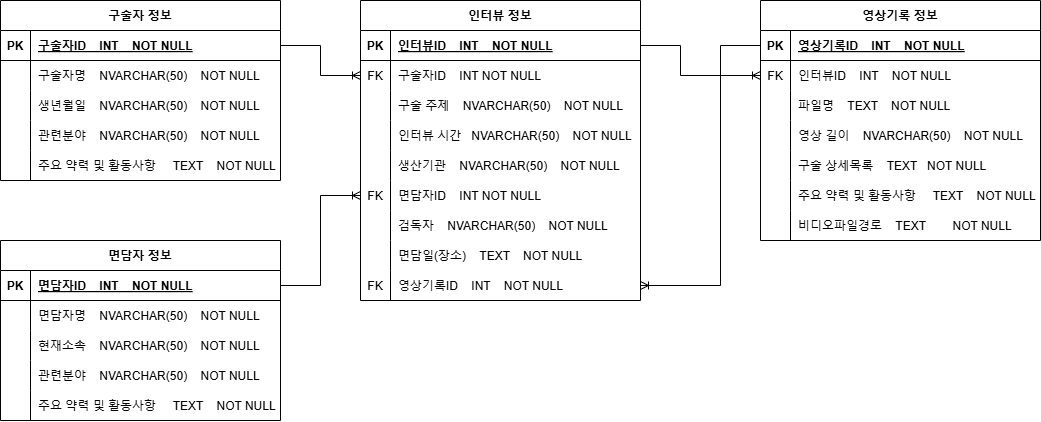 구술자 정보
PK 구술자ID INT NOT NULL
구술자명 NVARCHAR(50) NOT NULL
생년월일 NVARCHAR(50) NOT NULL
관련분야 NVARCHAR(50) NOT NULL
주요 약력 및 활동사항 TEXT NOT NULL
면담자 정보
PK 면담자ID INT NOT NULL
면담자명 NVARCHAR(50) NOT NULL
현재소속 NVARCHAR(50) NOT NULL
관련분야 NVARCHAR(50) NOT NULL
주요 약력 및 활동사항 TEXT NOT NULL
인터뷰 정보
PK 인터뷰ID INT NOT NULL
FK 구술자ID INT NOT NULL
구술 주제 NVARCHAR(50) NOT NULL
인터뷰 시간 NVARCHAR(50) NOT NULL
생산기관 NVARCHAR(50) NOT NULL
FK 면담자ID INT NOT NULL
검독자 NVARCHAR(50) NOT NULL
면담일(장소) TEXT NOT NULL
FK 영상기록ID INT NOT NULL
영상기록 정보
PK 영상기록ID INT NOT NULL
FK 인터뷰ID INT NOT NULL
파일명 TEXT NOT NULL
영상 길이 NVARCHAR(50) NOT NULL
구술 상세목록 TEXT NOT NULL
주요 약력 및 활동사항 TEXT NOT NULL
비디오파일경로 TEXT NOT NULL